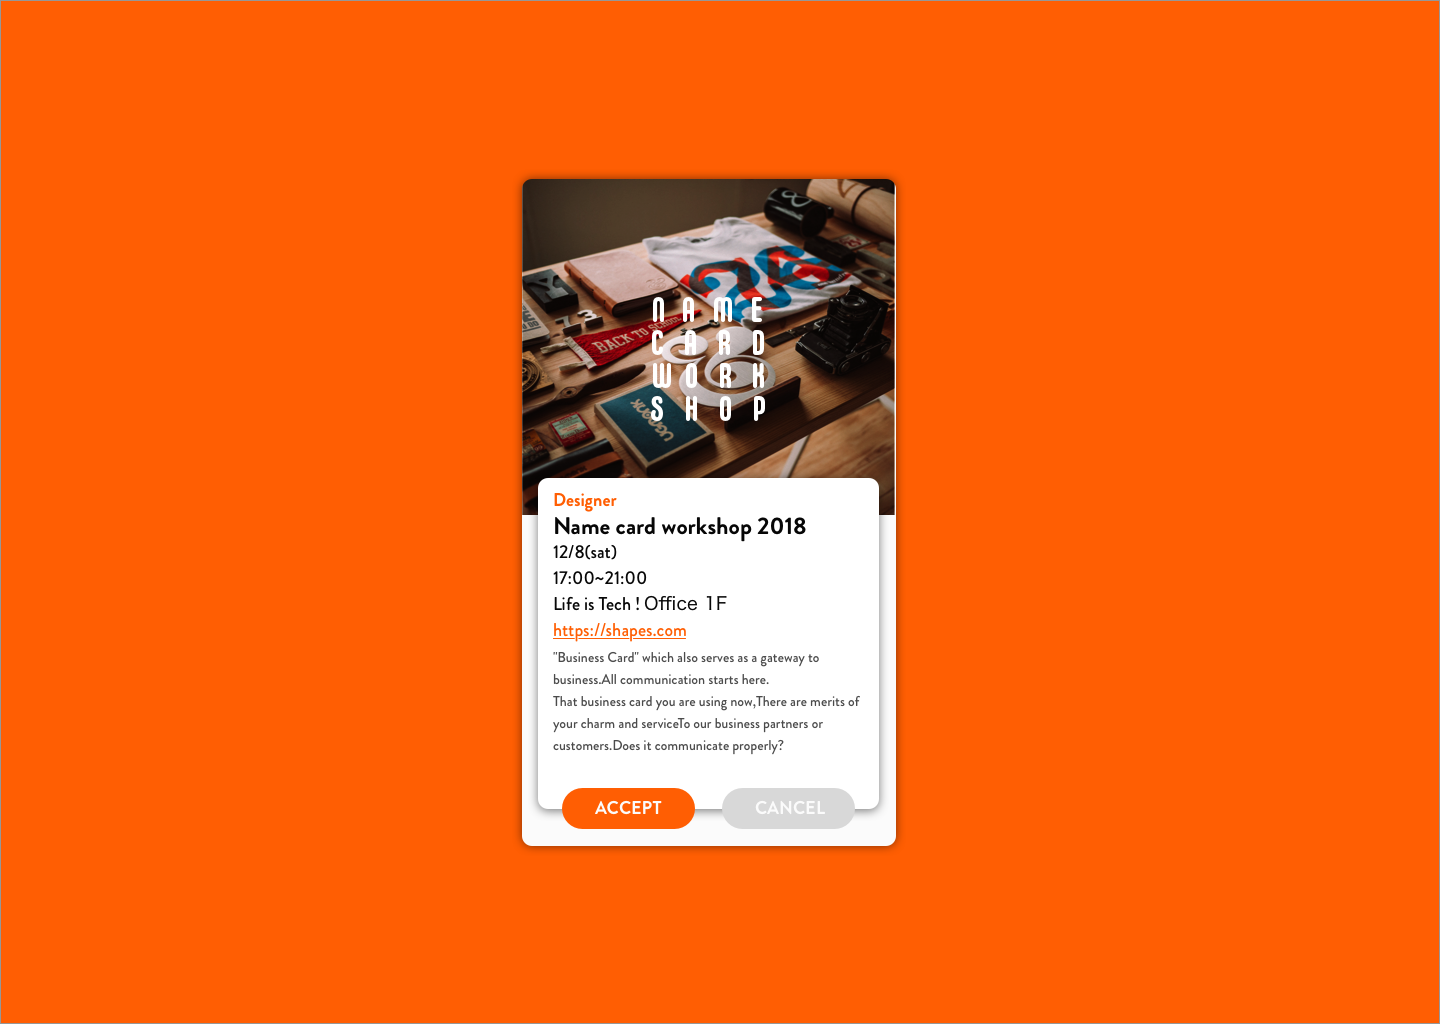 NAME
CARD
WORK
SHOP
BACK TO SCHOOL
UGMONK
Designer
Name card workshop 2018
12/8(sat)
17:00~21:00
Life is Tech ! Office 1F
https://shapes.com
"Business Card" which also serves as a gateway to
business.All communication starts here.
That business card you are using now,There are merits of
your charm and serviceTo our business partners or
customers.Does it communicate properly?
ACCEPT
CANCEL